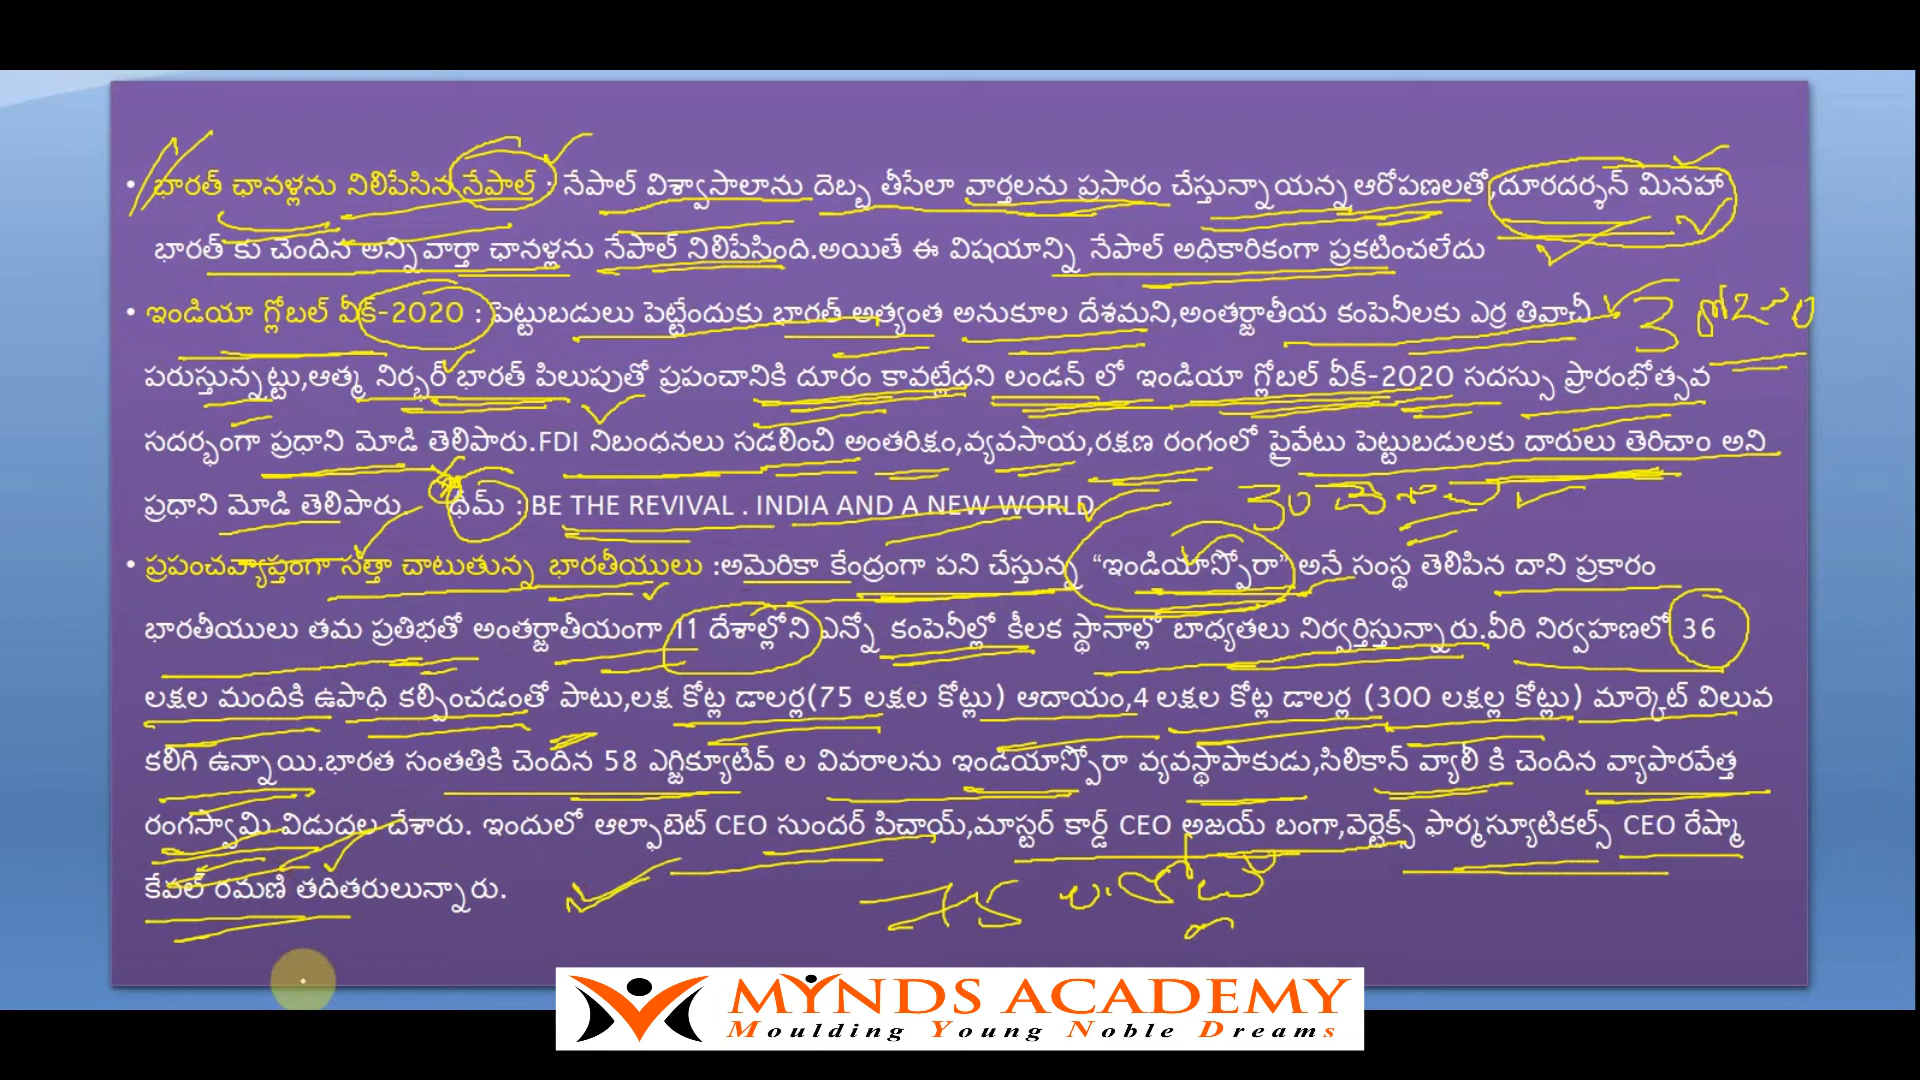 • భారత్ ఛానళ్లను నిలిపేసిన నేపాల్ : నేపాల్ విశ్వాసాలను దెబ్బ తీసేలా వార్తలను ప్రసారం చేస్తున్నాయన్న ఆరోపణలతో,దూరదర్శన్ మినహా
భారత్ కు చెందిన అన్ని వార్తా ఛానళ్లను నేపాల్ నిలిపేసింది.అయితే ఈ విషయాన్ని నేపాల్ అధికారికంగా ప్రకటించలేదు
• ఇండియా గ్లోబల్ వీక్-2020 : పెట్టుబడులు పెట్టేందుకు భారత్ అత్యంత అనుకూల దేశమని,అంతర్జాతీయ కంపెనీలకు ఎర్ర తివాచీ
3
పరుస్తున్నట్టు,ఆత్మ నిర్భర్ భారత్ పిలుపుతో ప్రపంచానికి దూరం కావట్లేదని లండన్ లో ఇండియా గ్లోబల్ వీక్-2020 సదస్సు ప్రారంభోత్సవ
సదర్భంగా ప్రధాని మోడి తెలిపారు.FDI నిబంధనలు సడలించి అంతరిక్షం,వ్యవసాయ,రక్షణ రంగంలో ప్రైవేటు పెట్టుబడులకు దారులు తెరిచాం అని
ప్రధాని మోడి తెలిపారు. థీమ్ : BE THE REVIVAL . INDIA AND A NEW WORLD
30
• ప్రపంచవ్యాప్తంగా సత్తా చాటుతున్న భారతీయులు :అమెరికా కేంద్రంగా పని చేస్తున్న “ఇండియాస్పోరా” అనే సంస్థ తెలిపిన దాని ప్రకారం
భారతీయులు తమ ప్రతిభతో అంతర్జాతీయంగా 11 దేశాల్లోని ఎన్నో కంపెనీల్లో కీలక స్థానాల్లో బాధ్యతలు నిర్వర్తిస్తున్నారు.వీరి నిర్వహణలో 36
లక్షల మందికి ఉపాధి కల్పించడంతో పాటు,లక్ష కోట్ల డాలర్ల(75 లక్షల కోట్లు) ఆదాయం,4 లక్షల కోట్ల డాలర్ల (300 లక్షల్ల కోట్లు) మార్కెట్ విలువ
కలిగి ఉన్నాయి.భారత సంతతికి చెందిన 58 ఎగ్జిక్యూటివ్ ల వివరాలను ఇండియాస్పోరా వ్యవస్థాపాకుడు,సిలికాన్ వ్యాలీ కి చెందిన వ్యాపారవేత్త
రంగస్వామి విడుదల చేశారు. ఇందులో ఆల్ఫాబెట్ CEO సుందర్ పిచాయ్,మాస్టర్ కార్డ్ CEO అజయ్ బంగా,వెర్టెక్స్ ఫార్మస్యూటికల్స్ CEO రేష్మా
కేవల్ రమణి తదితరులున్నారు.
75
MYNDS ACADEMY
Moulding Young Noble Dreams